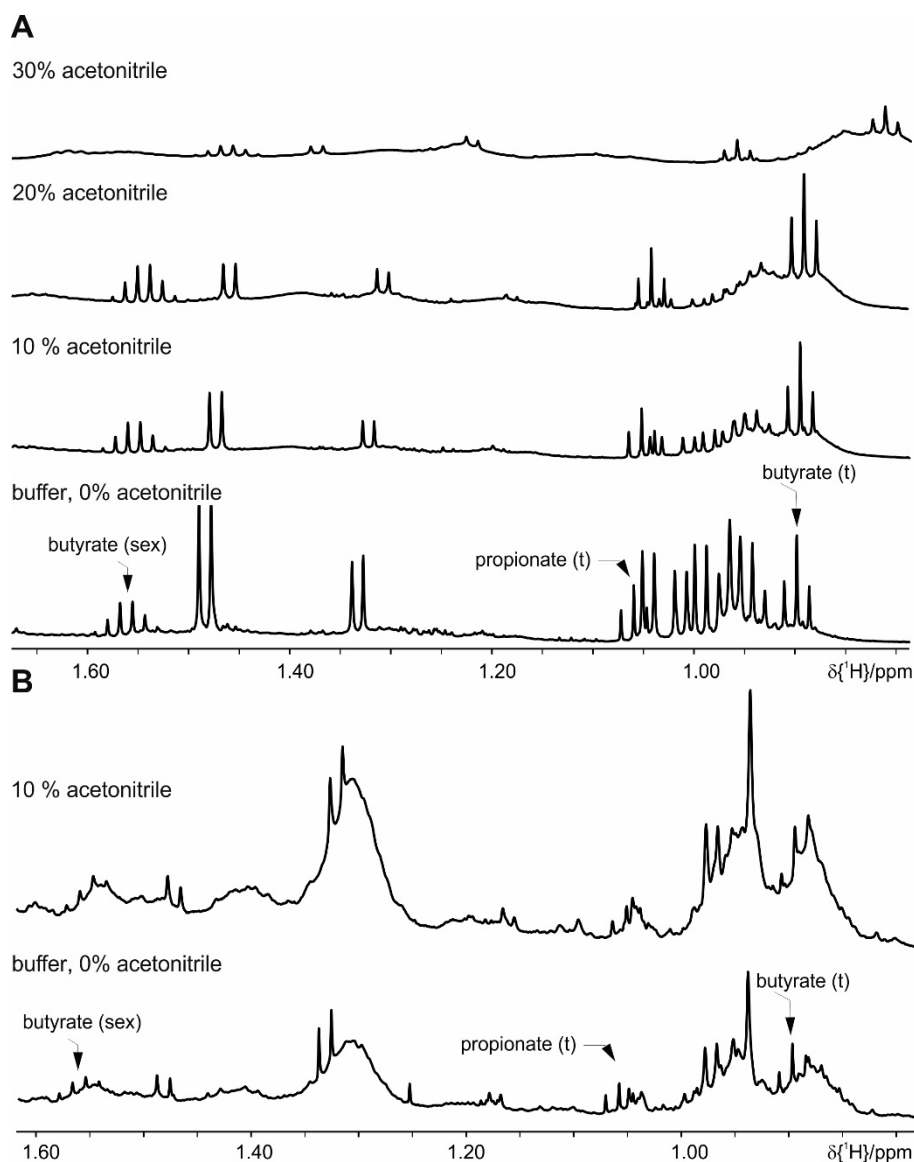 A
30% acetonitrile
20% acetonitrile
10 % acetonitrile
buffer, 0% acetonitrile
butyrate (sex)
propionate (t)
butyrate (t)
1.60 1.40 1.20 1.00 δ{¹H}/ppm
B
10 % acetonitrile
buffer, 0% acetonitrile
butyrate (sex)
propionate (t)
butyrate (t)
1.60 1.40 1.20 1.00 δ{¹H}/ppm